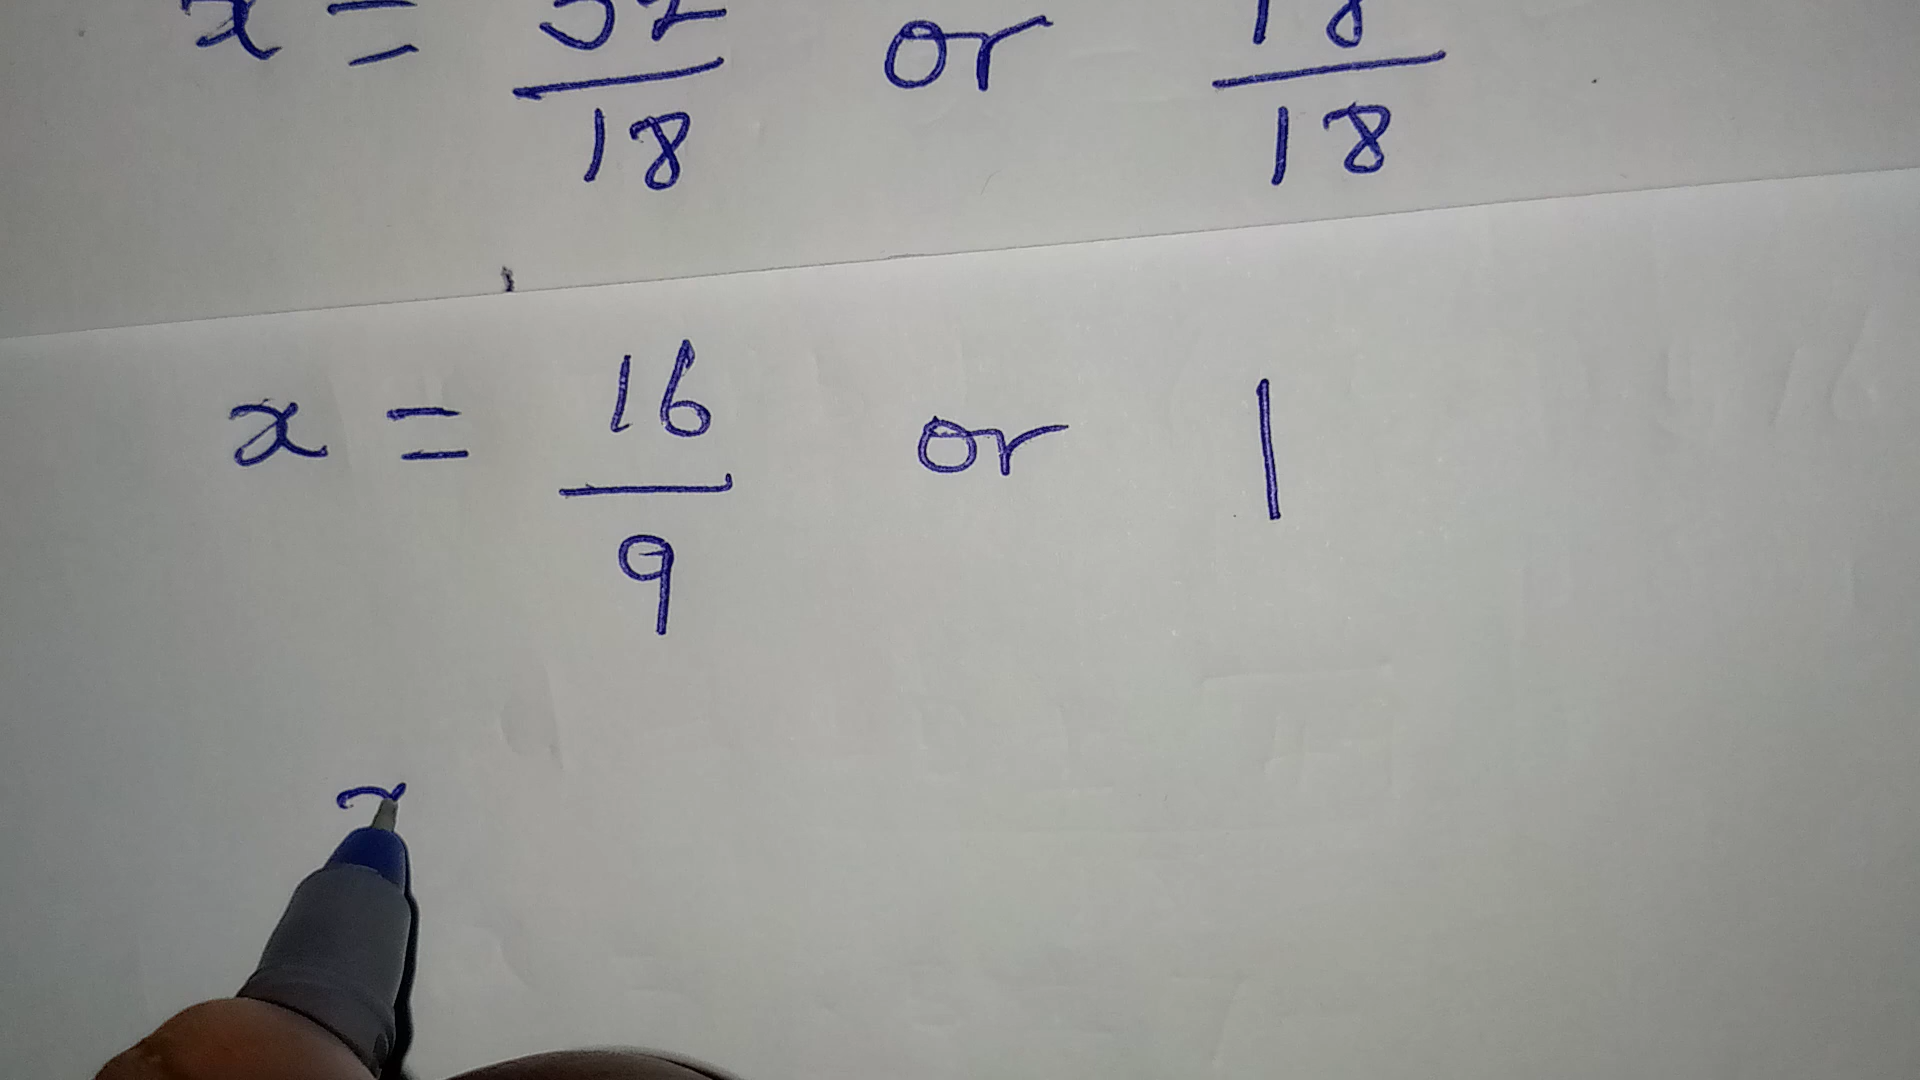 x = 32/18 or 18/18
x = 16/9 or 1
x